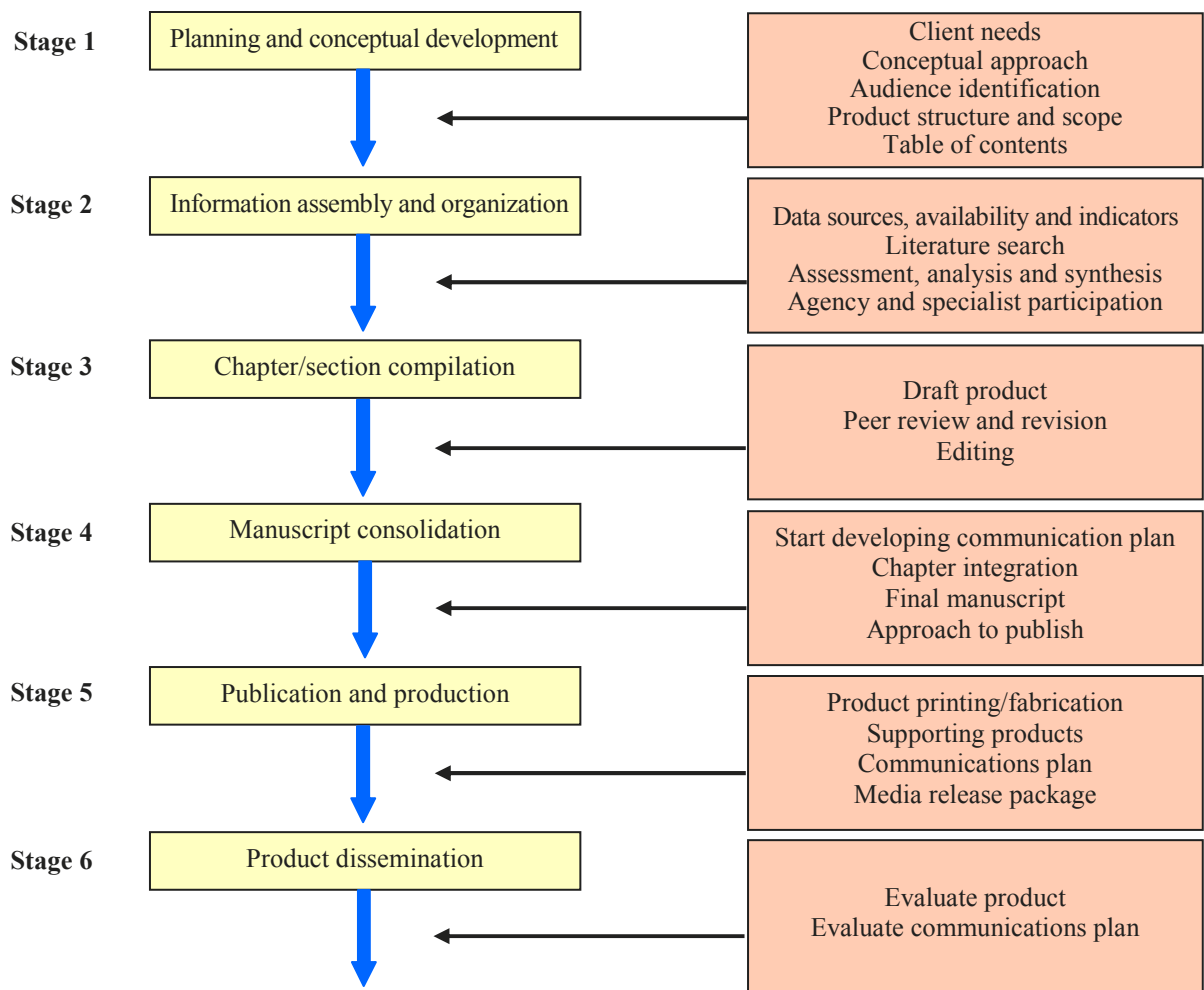 Stage 1
Planning and conceptual development
Client needs
Conceptual approach
Audience identification
Product structure and scope
Table of contents
Stage 2
Information assembly and organization
Data sources, availability and indicators
Literature search
Assessment, analysis and synthesis
Agency and specialist participation
Stage 3
Chapter/section compilation
Draft product
Peer review and revision
Editing
Stage 4
Manuscript consolidation
Start developing communication plan
Chapter integration
Final manuscript
Approach to publish
Stage 5
Publication and production
Product printing/fabrication
Supporting products
Communications plan
Media release package
Stage 6
Product dissemination
Evaluate product
Evaluate communications plan